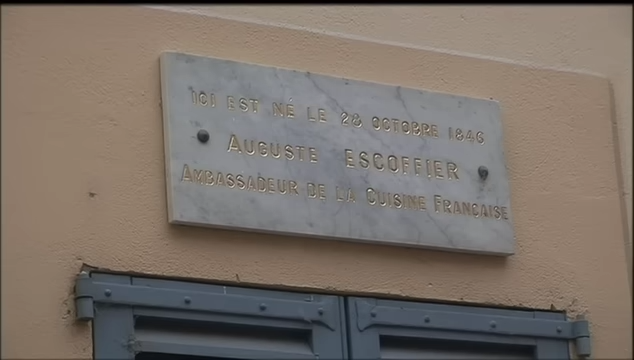 ICI EST NÉ LE 28 OCTOBRE 1846
AUGUSTE ESCOFFIER
AMBASSADEUR DE LA CUISINE FRANÇAISE